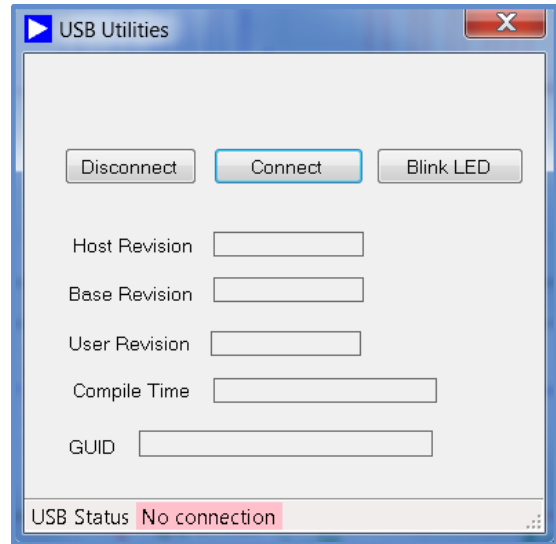 USB Utilities
Disconnect Connect Blink LED
Host Revision
Base Revision
User Revision
Compile Time
GUID
USB Status No connection